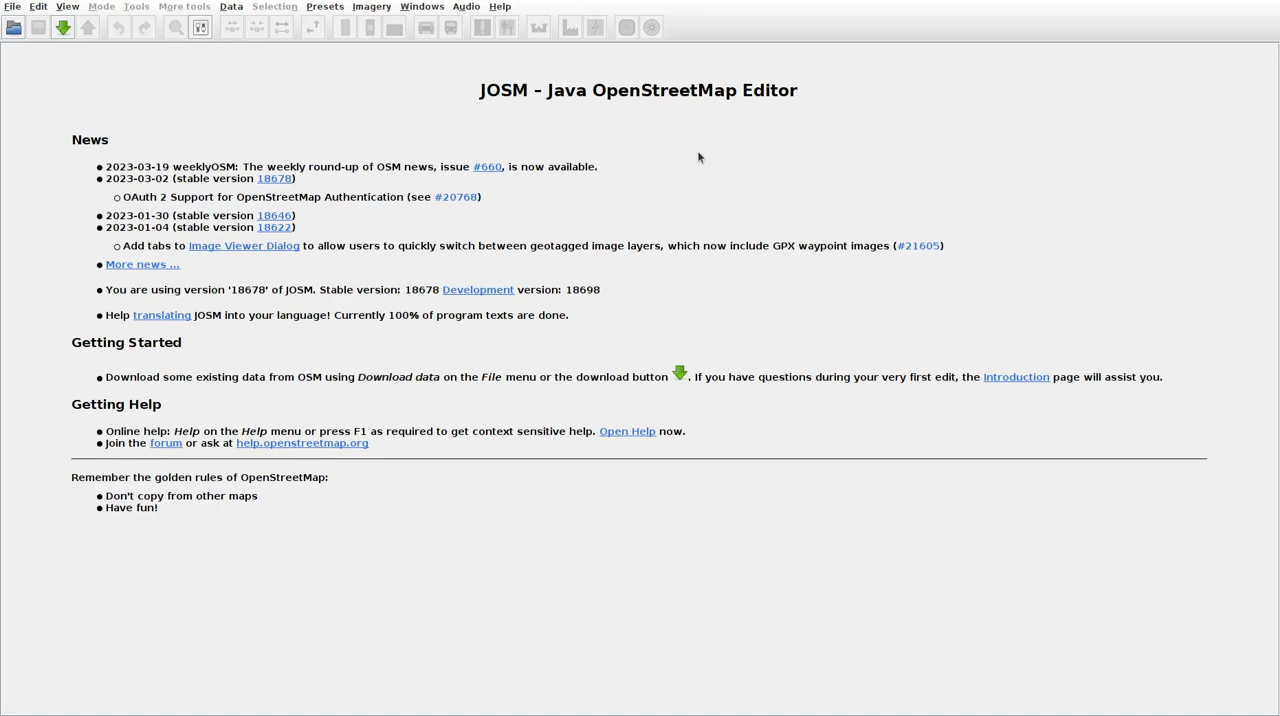 File Edit View Mode Tools More tools Data Selection Presets Imagery Windows Audio Help
JOSM – Java OpenStreetMap Editor
News
2023-03-19 weeklyOSM: The weekly round-up of OSM news, issue #660, is now available.
2023-03-02 (stable version 18678)
OAuth 2 Support for OpenStreetMap Authentication (see #20768)
2023-01-30 (stable version 18646)
2023-01-04 (stable version 18622)
Add tabs to Image Viewer Dialog to allow users to quickly switch between geotagged image layers, which now include GPX waypoint images (#21605)
More news ...
You are using version '18678' of JOSM. Stable version: 18678 Development version: 18698
Help translating JOSM into your language! Currently 100% of program texts are done.
Getting Started
Download some existing data from OSM using Download data on the File menu or the download button . If you have questions during your very first edit, the Introduction page will assist you.
Getting Help
Online help: Help on the Help menu or press F1 as required to get context sensitive help. Open Help now.
Join the forum or ask at help.openstreetmap.org
Remember the golden rules of OpenStreetMap:
Don't copy from other maps
Have fun!